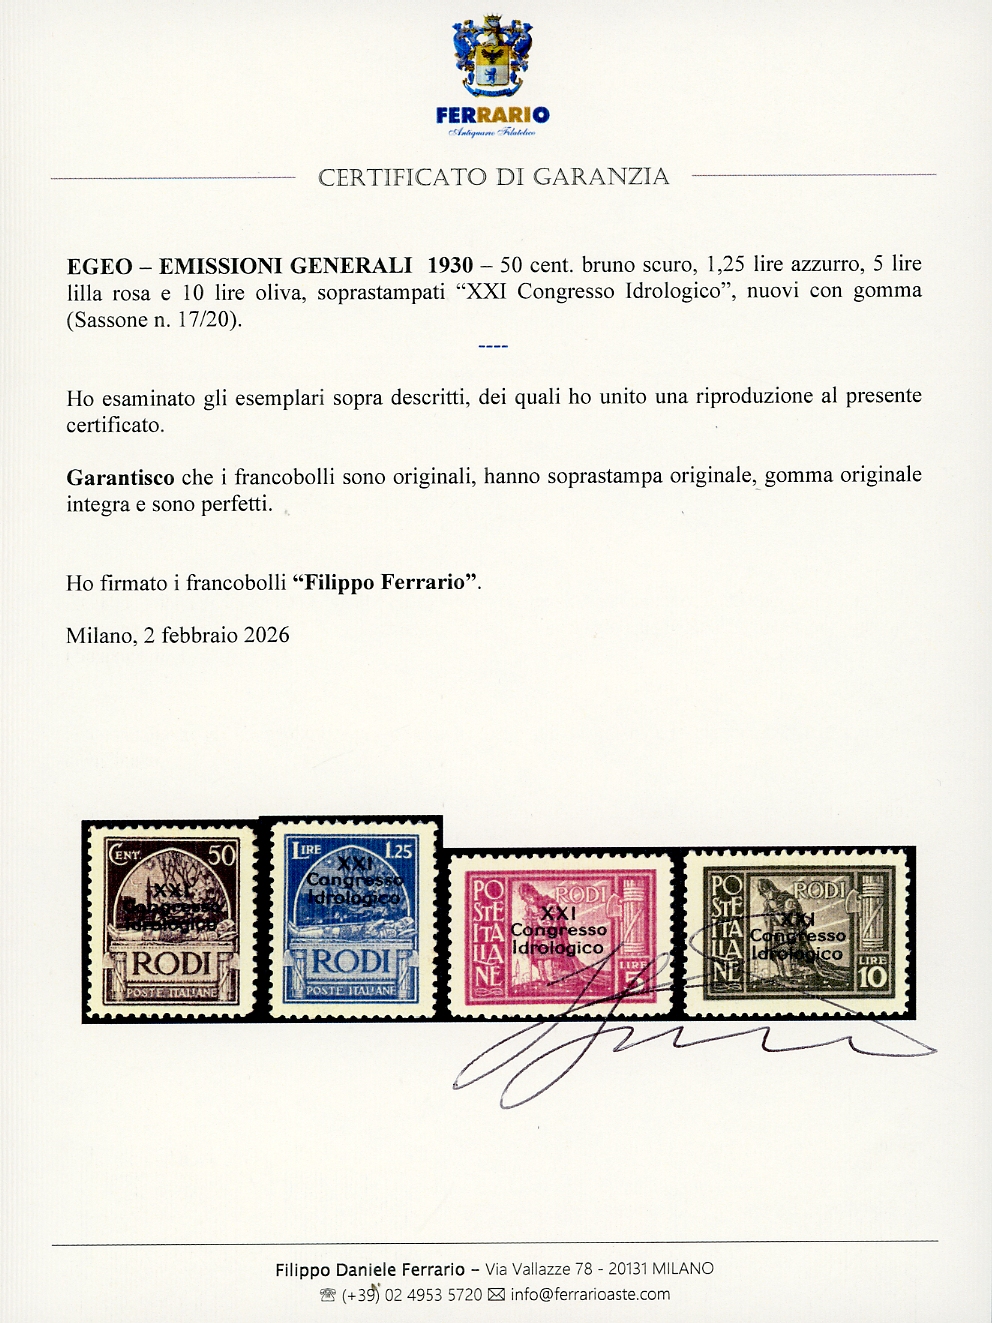 FERRARIO
Antiquario Filatelico
CERTIFICATO DI GARANZIA
EGEO – EMISSIONI GENERALI 1930 – 50 cent. bruno scuro, 1,25 lire azzurro, 5 lire
lilla rosa e 10 lire oliva, soprastampati “XXI Congresso Idrologico”, nuovi con gomma
(Sassone n. 17/20).
----
Ho esaminato gli esemplari sopra descritti, dei quali ho unito una riproduzione al presente
certificato.
Garantisco che i francobolli sono originali, hanno soprastampa originale, gomma originale
integra e sono perfetti.
Ho firmato i francobolli “Filippo Ferrario”.
Milano, 2 febbraio 2026
CENT. 50
XXI
Congresso
Idrologico
RODI
POSTE ITALIANE
LIRE 1.25
XXI
Congresso
Idrologico
RODI
POSTE ITALIANE
POSTE ITALIANE
RODI
XXI
Congresso
Idrologico
LIRE
5
POSTE ITALIANE
RODI
XXI
Congresso
Idrologico
LIRE
10
Filippo Daniele Ferrario – Via Vallazze 78 - 20131 MILANO
☏ (+39) 02 4953 5720 ✉ info@ferrarioaste.com